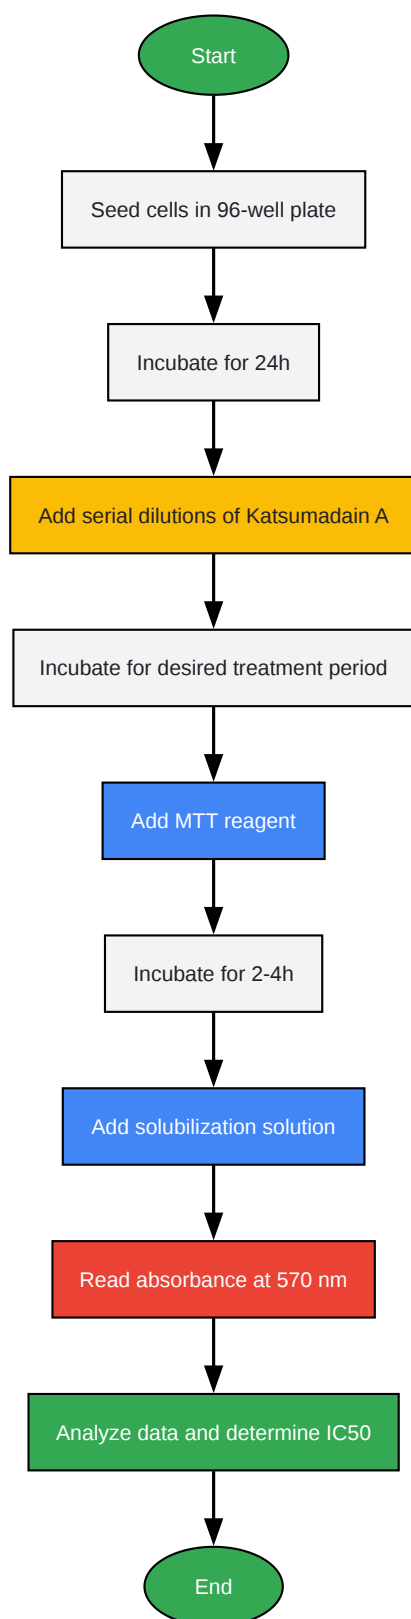 Start
Seed cells in 96-well plate
Incubate for 24h
Add serial dilutions of Katsumadain A
Incubate for desired treatment period
Add MTT reagent
Incubate for 2-4h
Add solubilization solution
Read absorbance at 570 nm
Analyze data and determine IC50
End